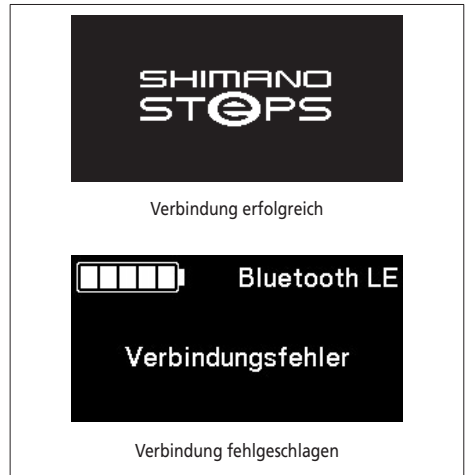 SHIMANO
STEPS
Verbindung erfolgreich
Bluetooth LE
Verbindungsfehler
Verbindung fehlgeschlagen